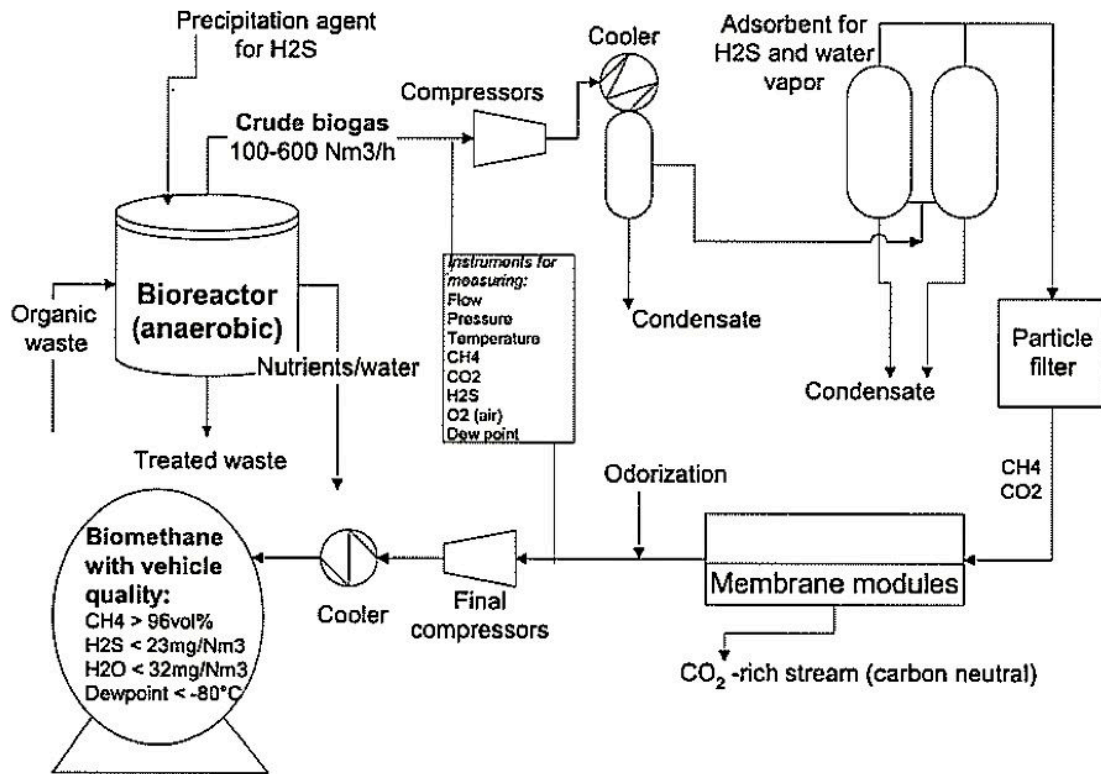 Precipitation agent
for H2S
Cooler
Adsorbent for
H2S and water
vapor
Compressors
Crude biogas
100-600 Nm3/h
Instruments for
measuring:
Flow
Pressure
Temperature
CH4
CO2
H2S
O2 (air)
Dew point
Bioreactor
(anaerobic)
Organic
waste
Nutrients/water
Treated waste
Condensate
Condensate
Particle
filter
CH4
CO2
Odorization
Membrane modules
CO₂ -rich stream (carbon neutral)
Final
compressors
Cooler
Biomethane
with vehicle
quality:
CH4 > 96vol%
H2S < 23mg/Nm3
H2O < 32mg/Nm3
Dewpoint < -80°C